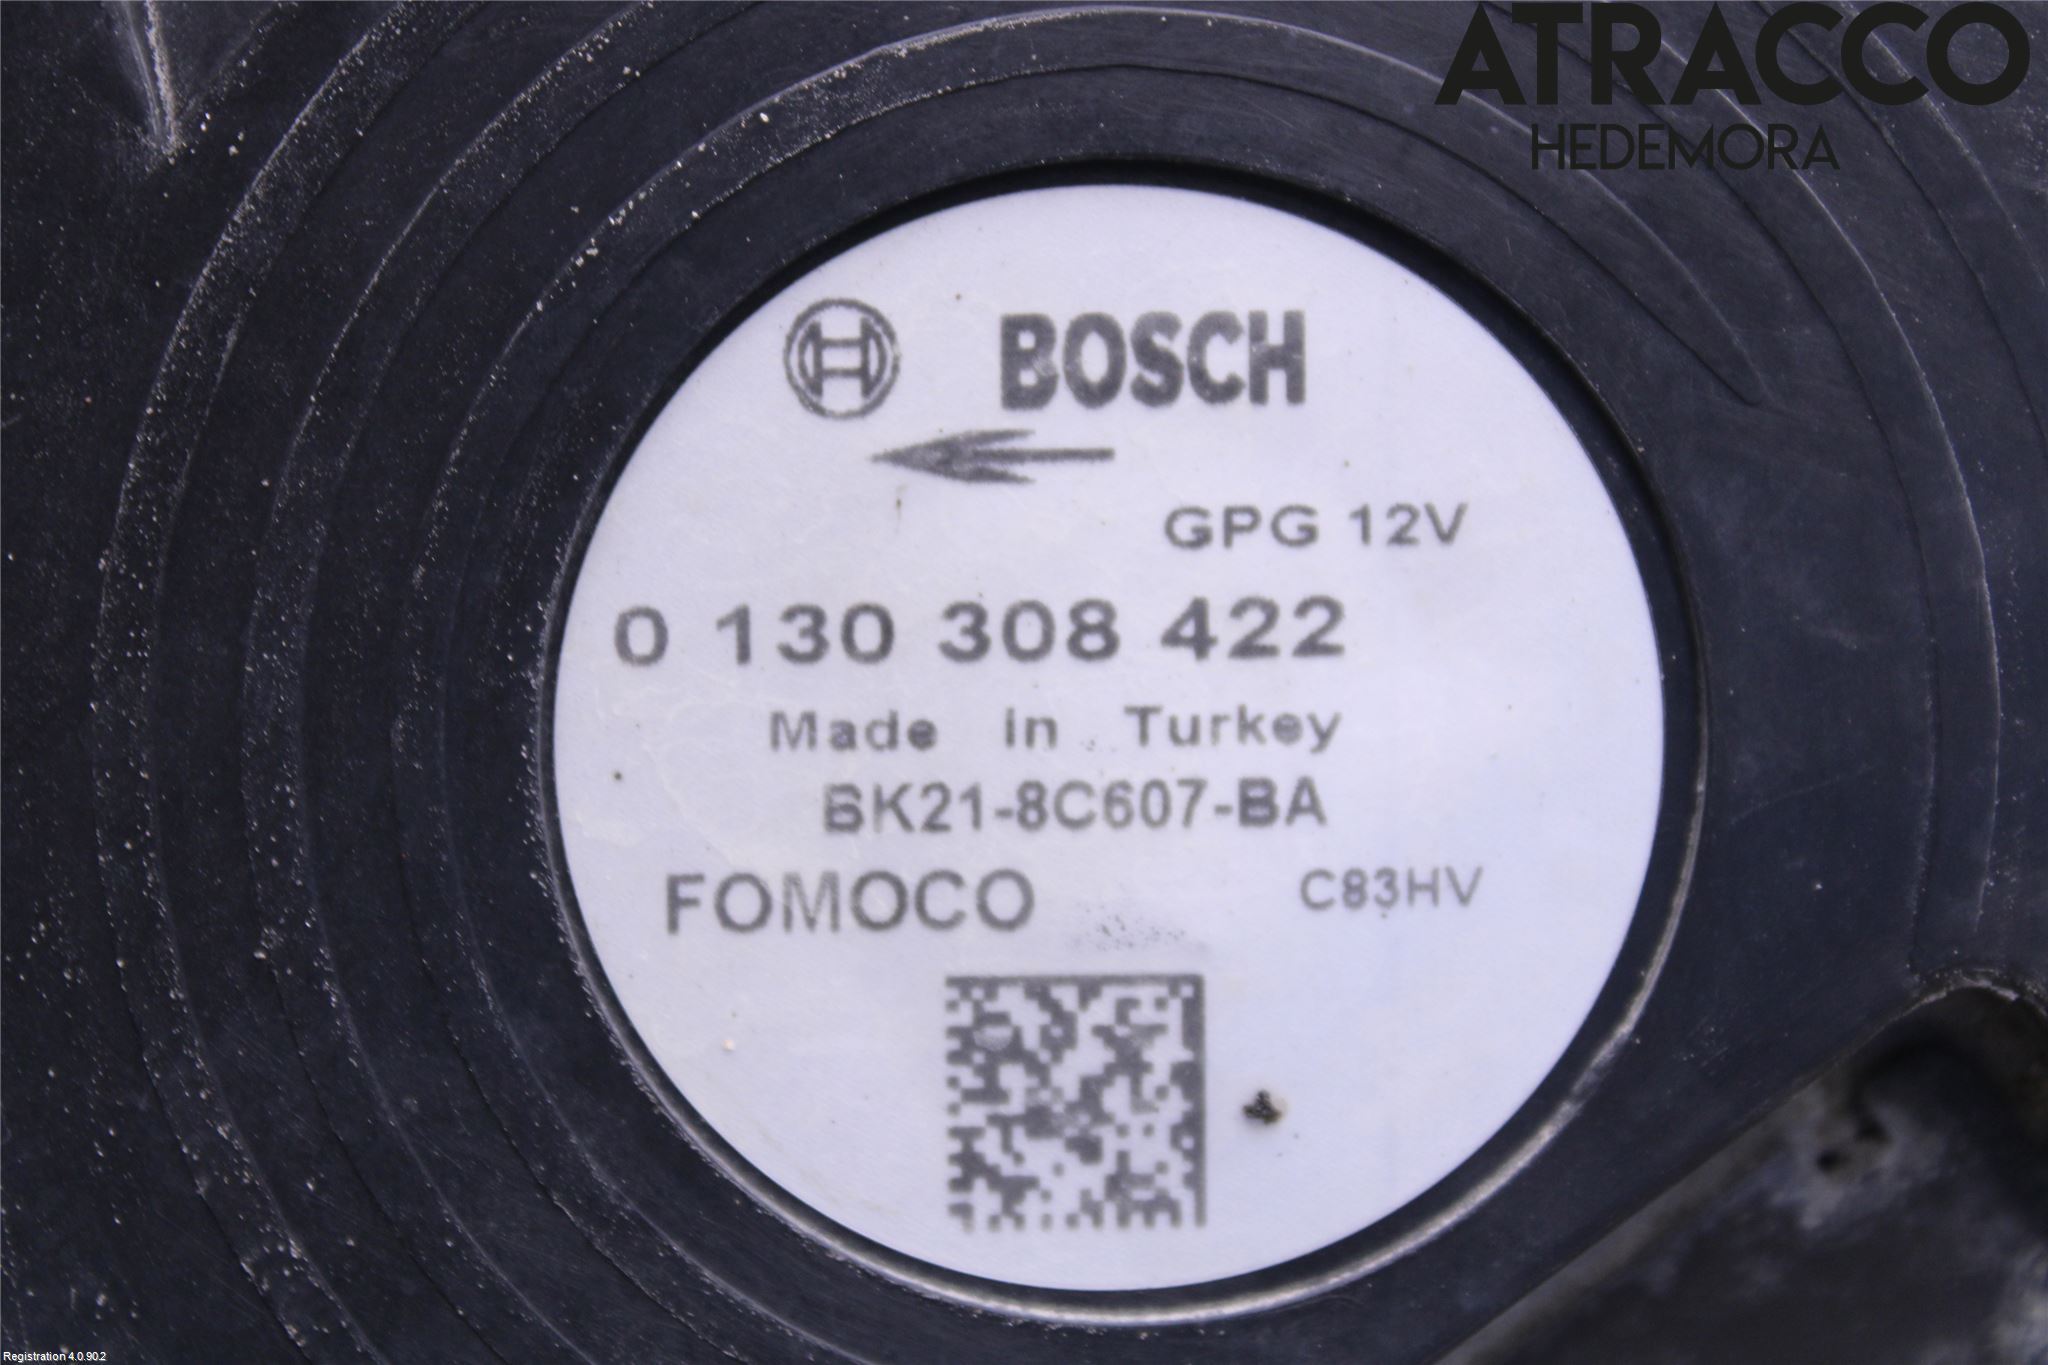 ATRACCO
HEDEMORA
BOSCH
GPG 12V
0 130 308 422
Made in Turkey
BK21-8C607-BA
FOMOCO C83HV
Registration 4.0.90.2